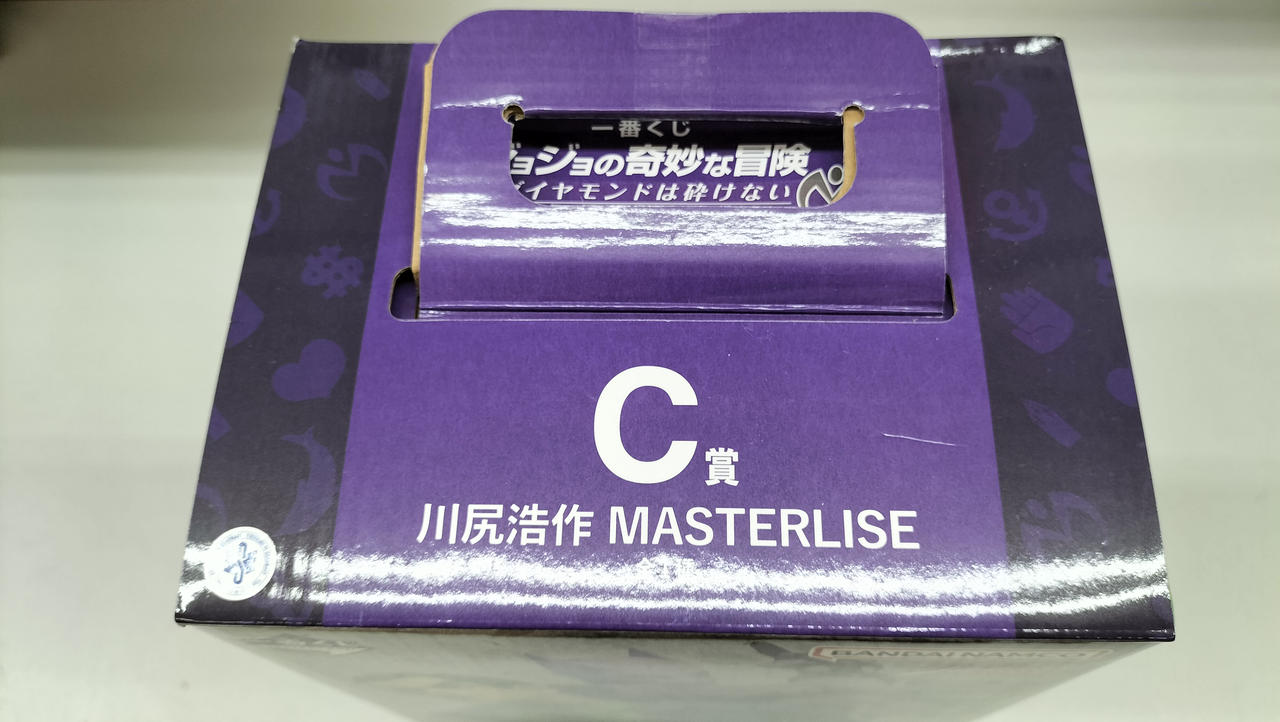 一番くじ
ジョジョの奇妙な冒険
ダイヤモンドは砕けない
C賞
川尻浩作 MASTERLISE
BANDAI NAMCO